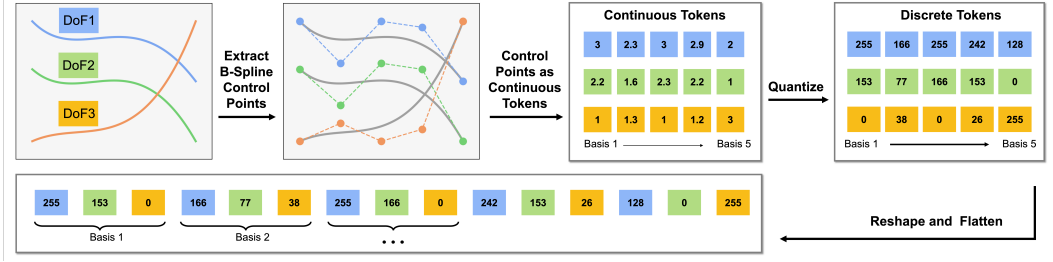 DoF1
DoF2
DoF3
Extract
B-Spline
Control
Points
Control
Points as
Continuous
Tokens
Continuous Tokens
3 2.3 3 2.9 2
2.2 1.6 2.3 2.2 1
1 1.3 1 1.2 3
Basis 1 Basis 5
Quantize
Discrete Tokens
255 166 255 242 128
153 77 166 153 0
0 38 0 26 255
Basis 1 Basis 5
Reshape and Flatten
255 153 0 166 77 38 255 166 0 242 153 26 128 0 255
Basis 1 Basis 2 ...